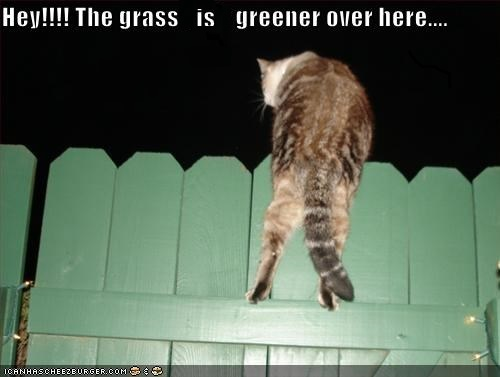 Hey!!!! The grass is greener over here....
ICANHASCHEEZBURGER.COM